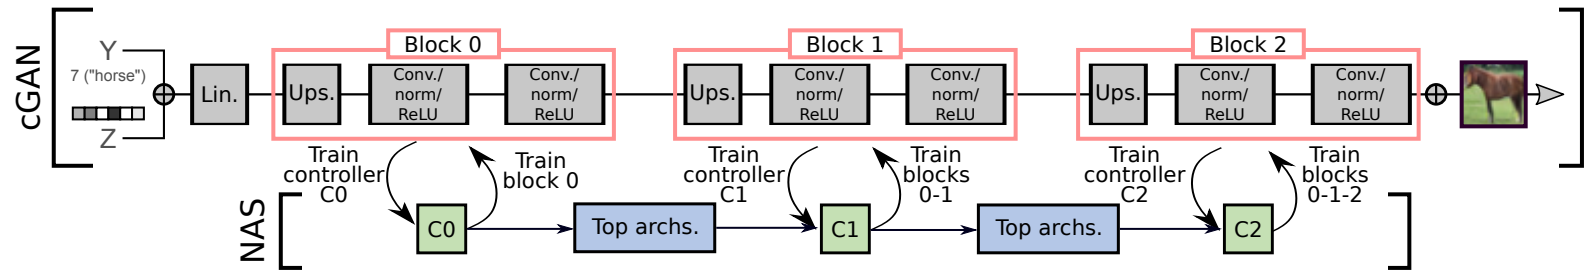 cGAN
Y
7 ("horse")
Z
Lin.
Block 0
Ups.
Conv./
norm/
ReLU
Conv./
norm/
ReLU
Block 1
Ups.
Conv./
norm/
ReLU
Conv./
norm/
ReLU
Block 2
Ups.
Conv./
norm/
ReLU
Conv./
norm/
ReLU
Train
controller
C0
Train
block 0
Train
controller
C1
Train
blocks
0-1
Train
controller
C2
Train
blocks
0-1-2
NAS
C0
Top archs.
C1
Top archs.
C2